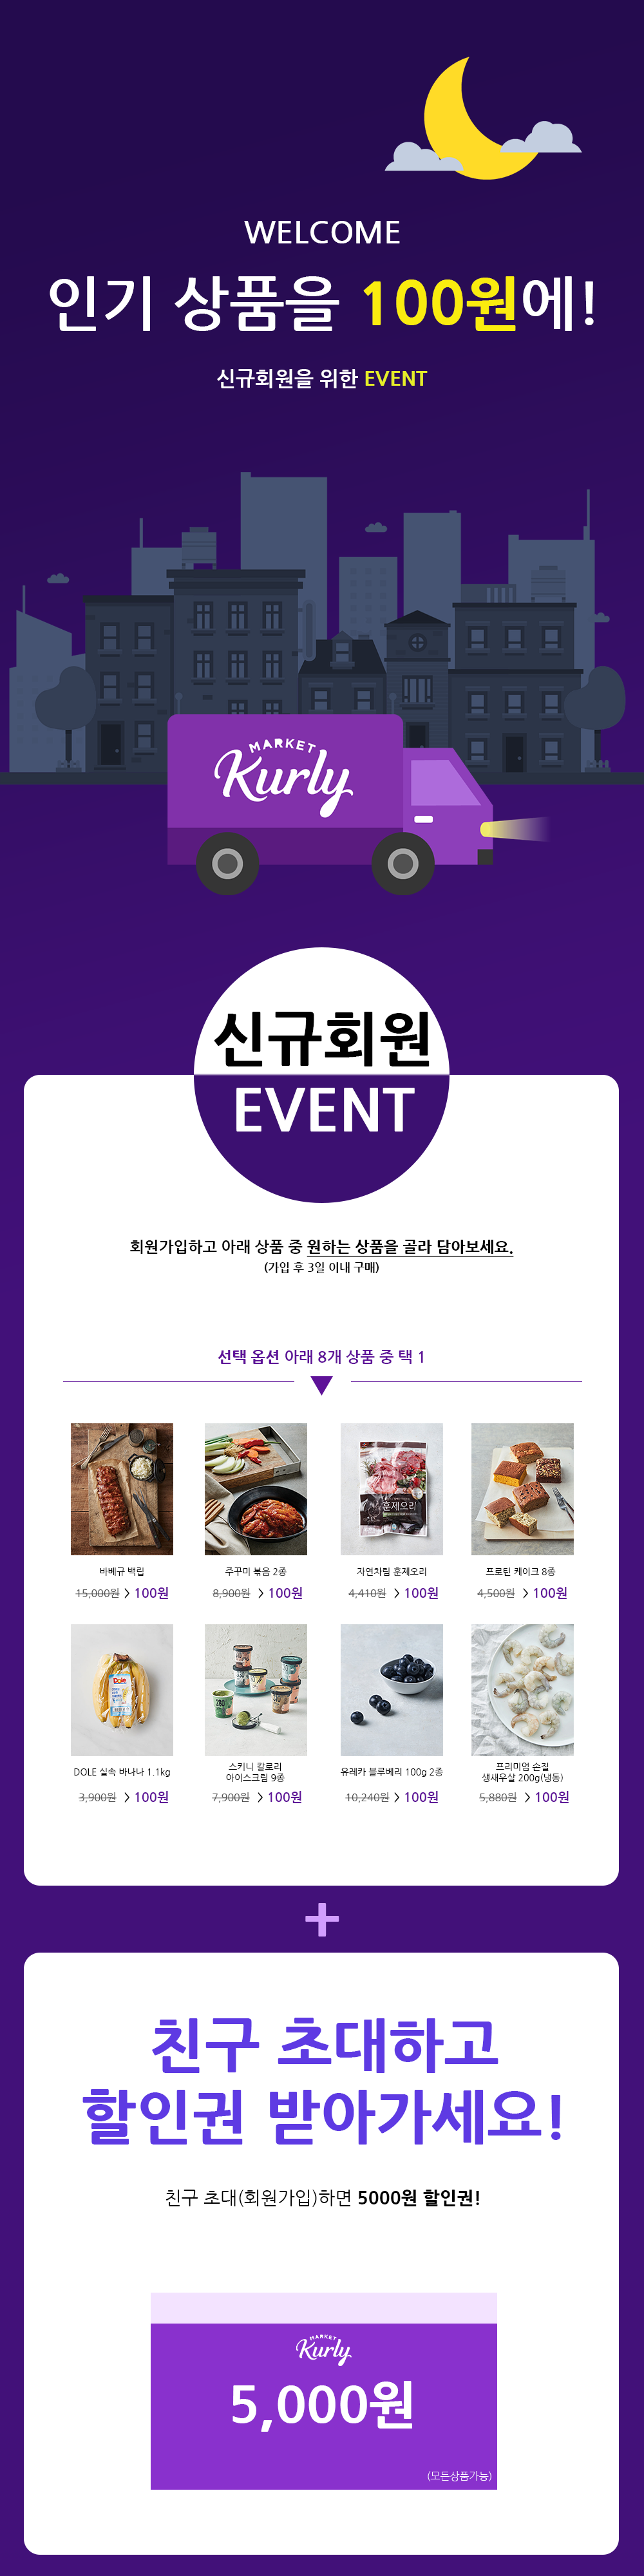 WELCOME
인기 상품을 100원에!
신규회원을 위한 EVENT
MARKET
Kurly
신규회원
EVENT
회원가입하고 아래 상품 중 원하는 상품을 골라 담아보세요.
(가입 후 3일 이내 구매)
선택 옵션 아래 8개 상품 중 택 1
훈제오리
바베큐 백립
15,000원 > 100원
주꾸미 볶음 2종
8,900원 > 100원
자연차림 훈제오리
4,410원 > 100원
프로틴 케이크 8종
4,500원 > 100원
Dole
DOLE 실속 바나나 1.1kg
3,900원 > 100원
280
스키니 칼로리
아이스크림 9종
7,900원 > 100원
유레카 블루베리 100g 2종
10,240원 > 100원
프리미엄 손질
생새우살 200g(냉동)
5,880원 > 100원
+
친구 초대하고
할인권 받아가세요!
친구 초대(회원가입)하면 5000원 할인권!
MARKET
Kurly
5,000원
(모든상품가능)